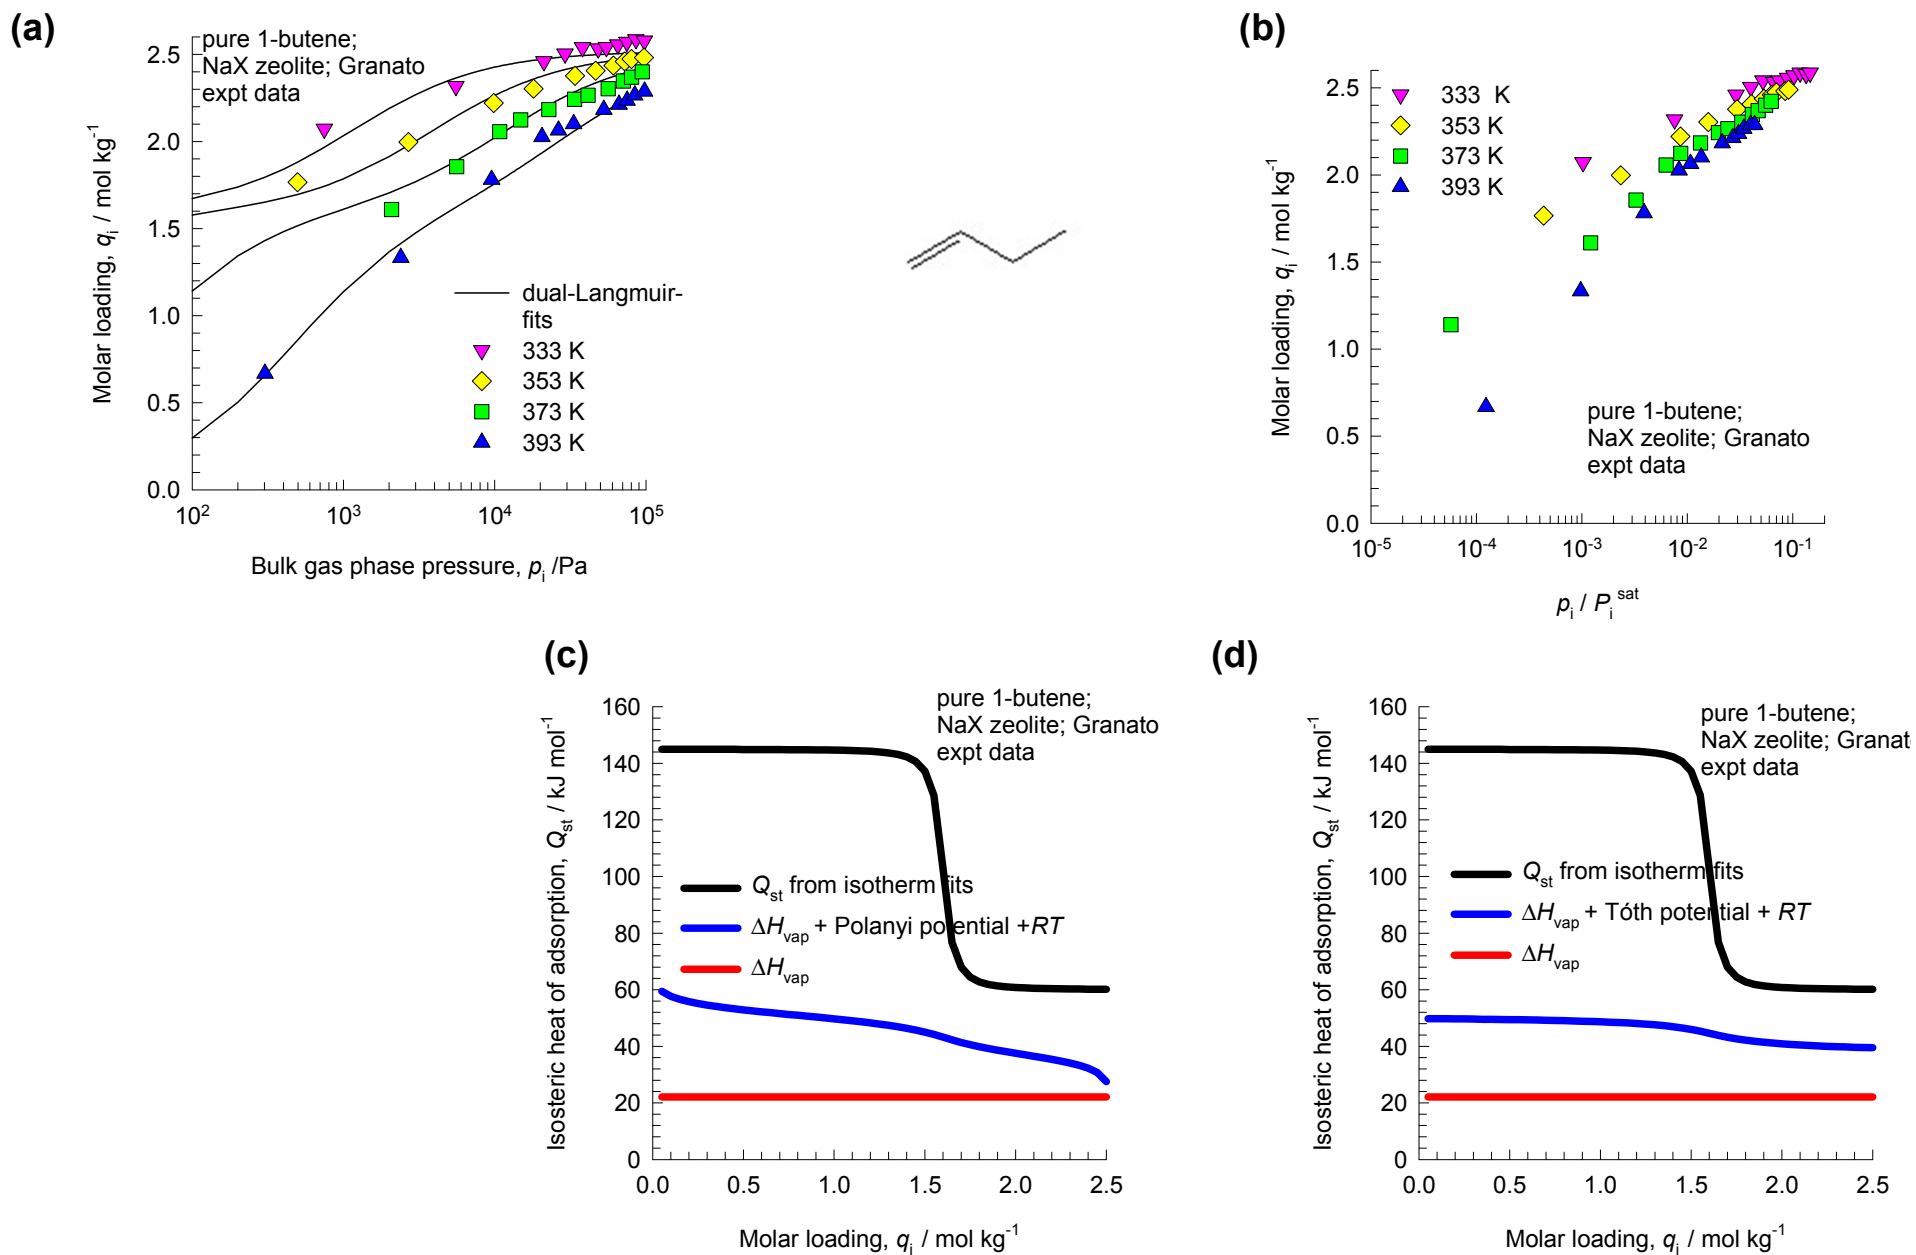 (a)
pure 1-butene;
NaX zeolite; Granato
expt data
2.5
2.0
1.5
1.0
0.5
0.0
Molar loading, qi / mol kg-1
dual-Langmuir-
fits
333 K
353 K
373 K
393 K
10² 10³ 10⁴ 10⁵
Bulk gas phase pressure, pi /Pa
(b)
2.5
2.0
1.5
1.0
0.5
0.0
Molar loading, qi / mol kg-1
333 K
353 K
373 K
393 K
pure 1-butene;
NaX zeolite; Granato
expt data
10-5 10-4 10-3 10-2 10-1
pi / Pi sat
(c)
pure 1-butene;
NaX zeolite; Granato
expt data
160
140
120
100
80
60
40
20
0
Isosteric heat of adsorption, Qst / kJ mol-1
Qst from isotherm fits
ΔHvap + Polanyi potential +RT
ΔHvap
0.0 0.5 1.0 1.5 2.0 2.5
Molar loading, qi / mol kg-1
(d)
pure 1-butene;
NaX zeolite; Granat
expt data
160
140
120
100
80
60
40
20
0
Isosteric heat of adsorption, Qst / kJ mol-1
Qst from isotherm fits
ΔHvap + Tóth potential + RT
ΔHvap
0.0 0.5 1.0 1.5 2.0 2.5
Molar loading, qi / mol kg-1